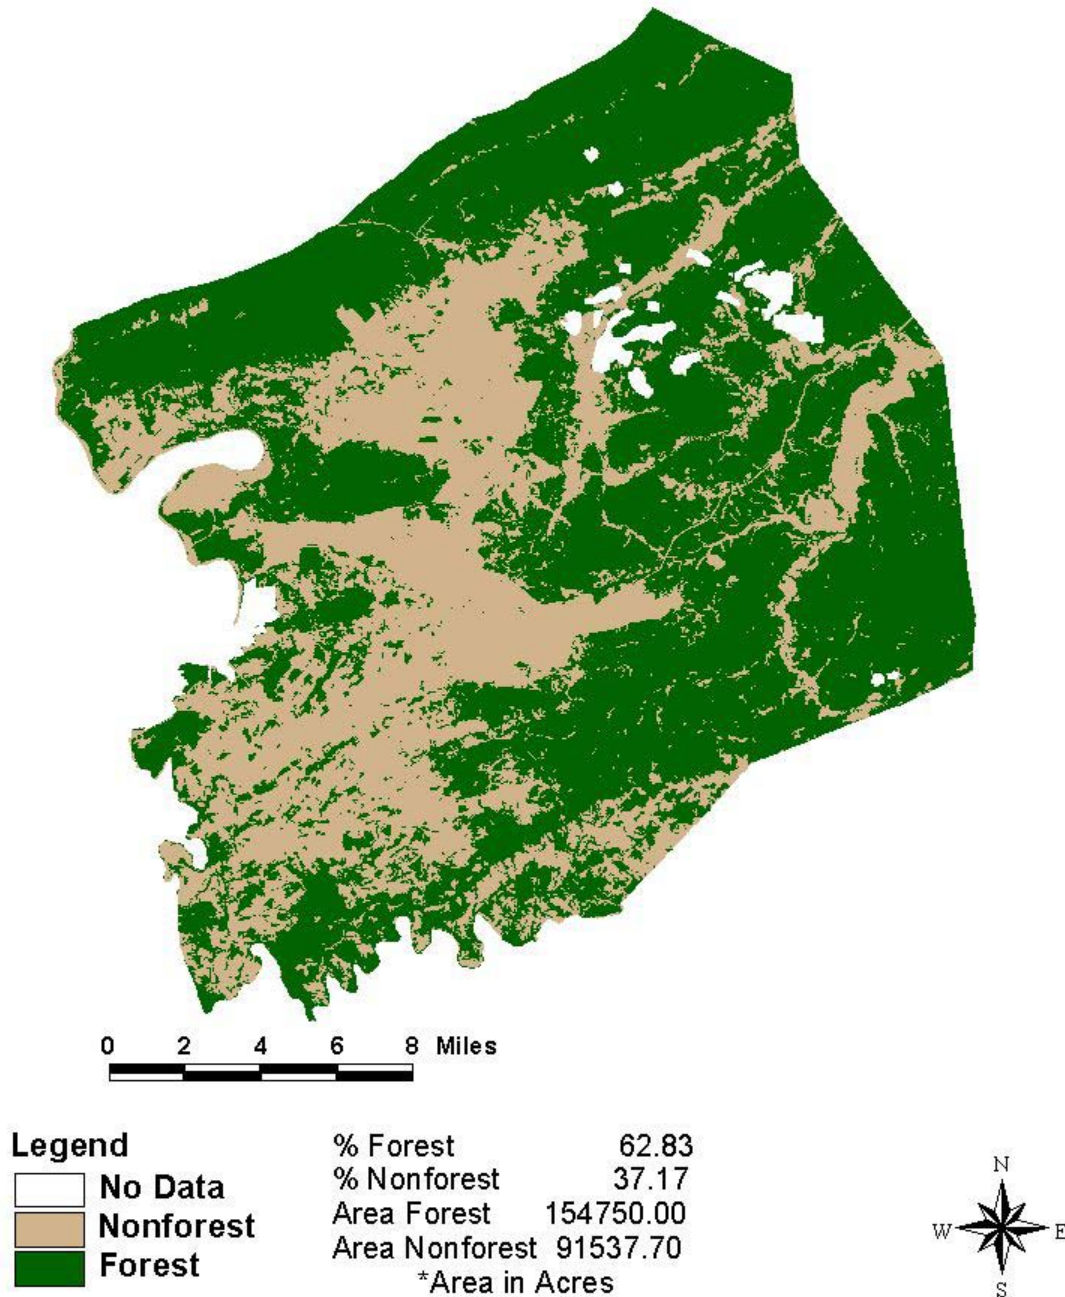 0 2 4 6 8 Miles
Legend
No Data
Nonforest
Forest
% Forest 62.83
% Nonforest 37.17
Area Forest 154750.00
Area Nonforest 91537.70
*Area in Acres
N
W E
S